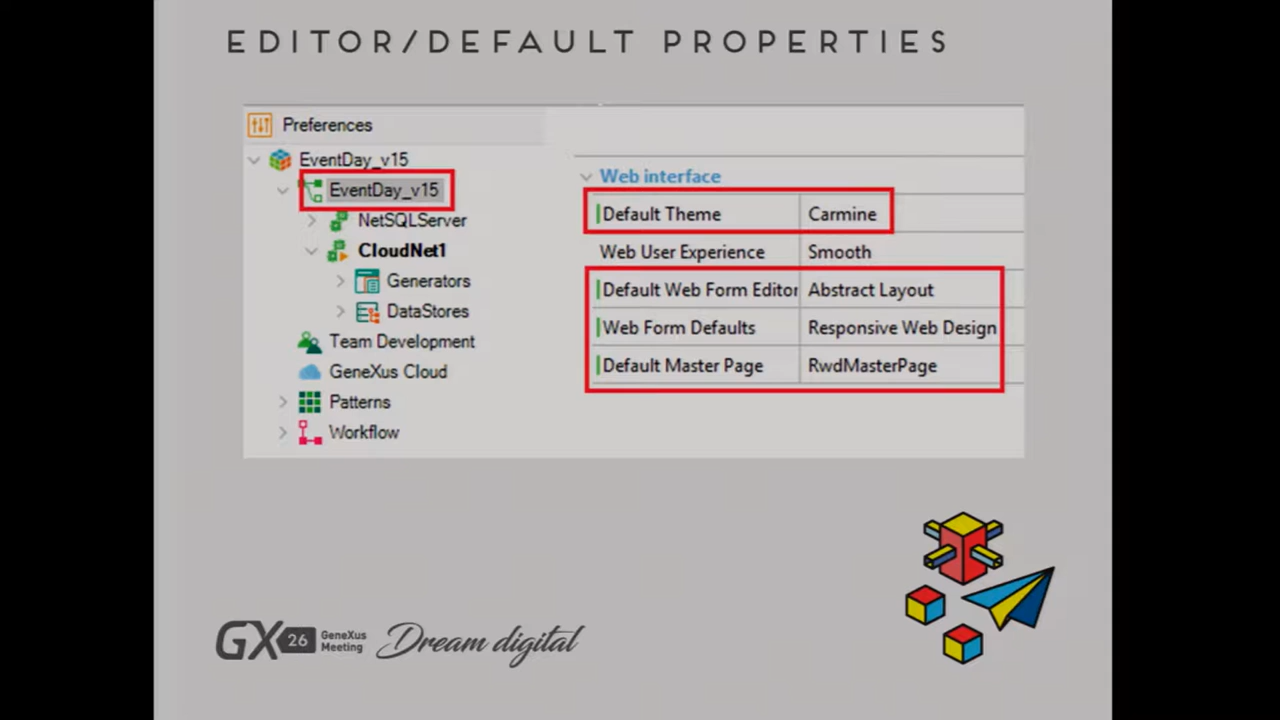 EDITOR/DEFAULT PROPERTIES
Preferences
EventDay_v15
EventDay_v15
NetSQLServer
CloudNet1
Generators
DataStores
Team Development
GeneXus Cloud
Patterns
Workflow
Web interface
Default Theme Carmine
Web User Experience Smooth
Default Web Form Editor Abstract Layout
Web Form Defaults Responsive Web Design
Default Master Page RwdMasterPage
GX 26 GeneXus Meeting Dream digital